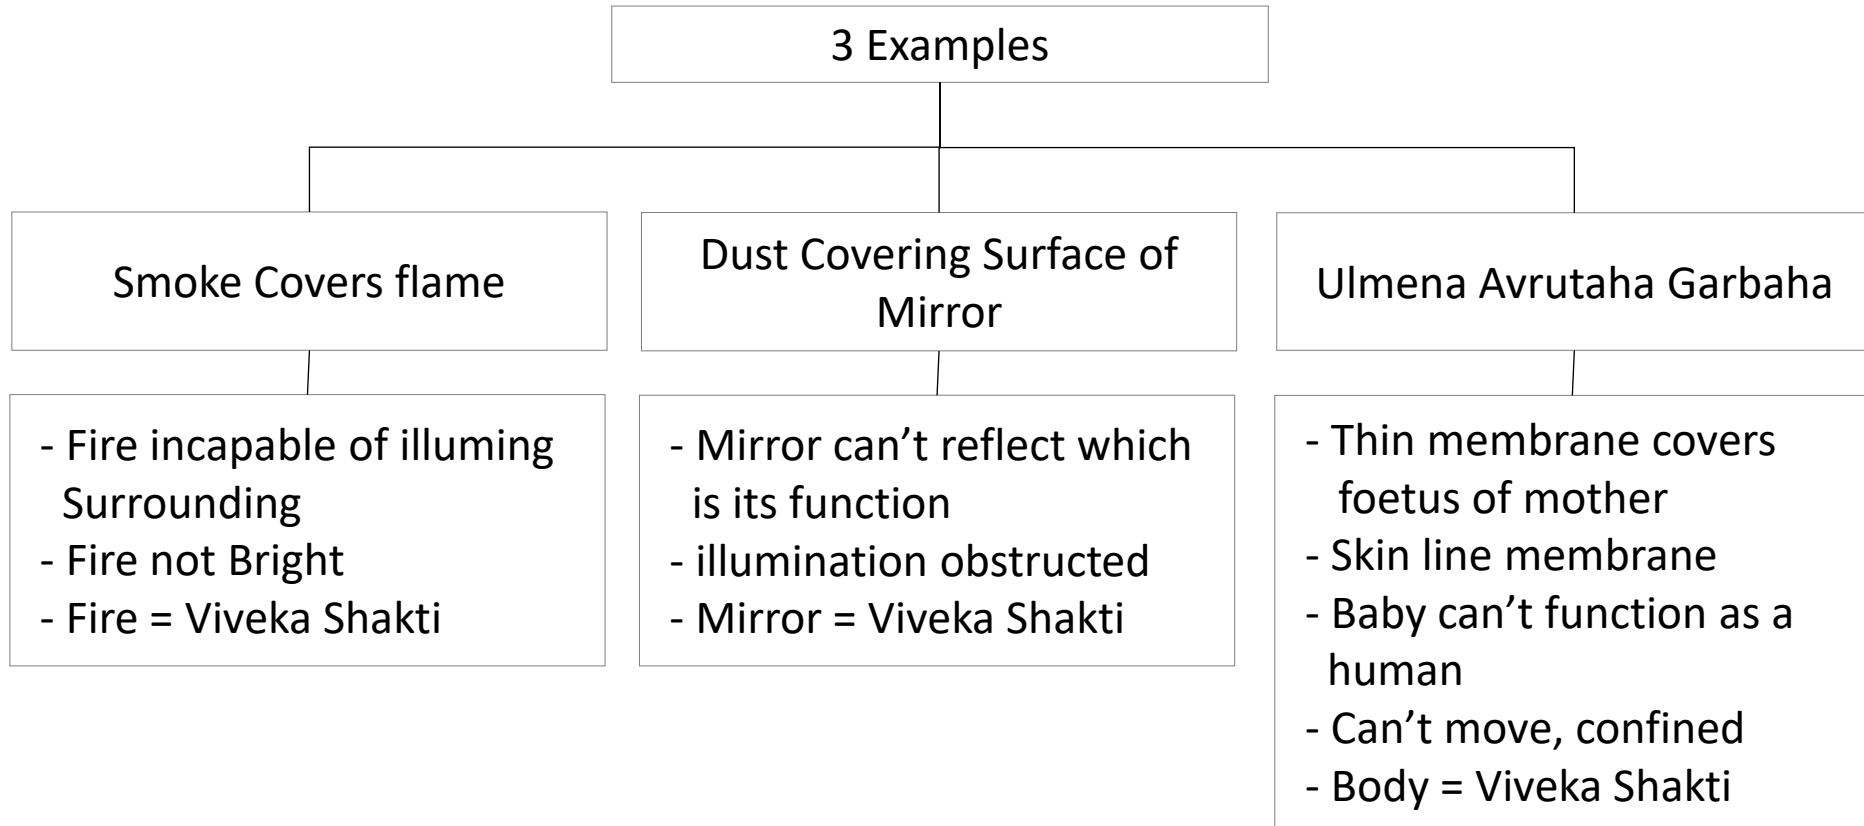 3 Examples
Smoke Covers flame
Dust Covering Surface of
Mirror
Ulmena Avrutaha Garbaha
- Fire incapable of illuming
Surrounding
- Fire not Bright
- Fire = Viveka Shakti
- Mirror can’t reflect which
is its function
- illumination obstructed
- Mirror = Viveka Shakti
- Thin membrane covers
foetus of mother
- Skin line membrane
- Baby can’t function as a
human
- Can’t move, confined
- Body = Viveka Shakti